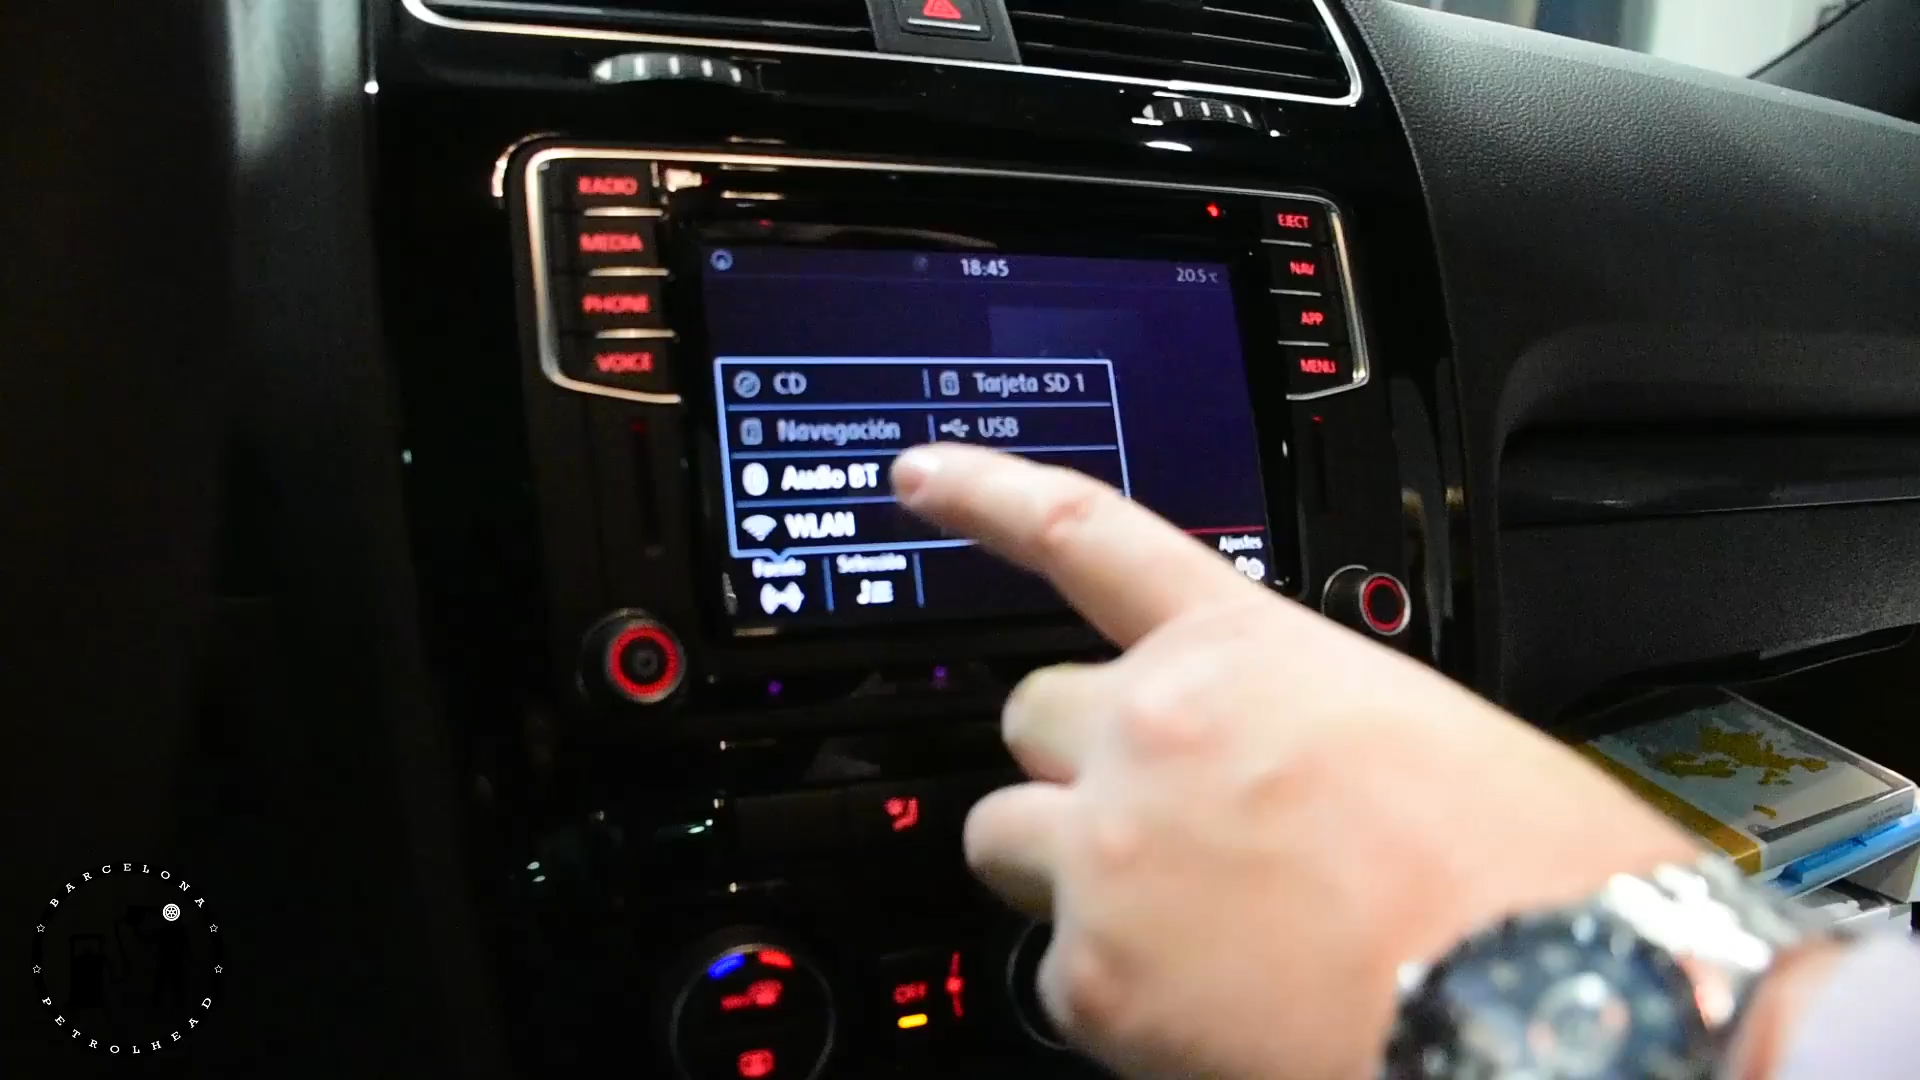 RADIO
MEDIA
PHONE
VOICE
EJECT
NAV
APP
MENU
18:45
20.5 °C
CD
Tarjeta SD 1
Navegación
USB
Audio BT
WLAN
Fuente
Selección
Ajustes
OFF
BARCELONA
PETROLHEAD